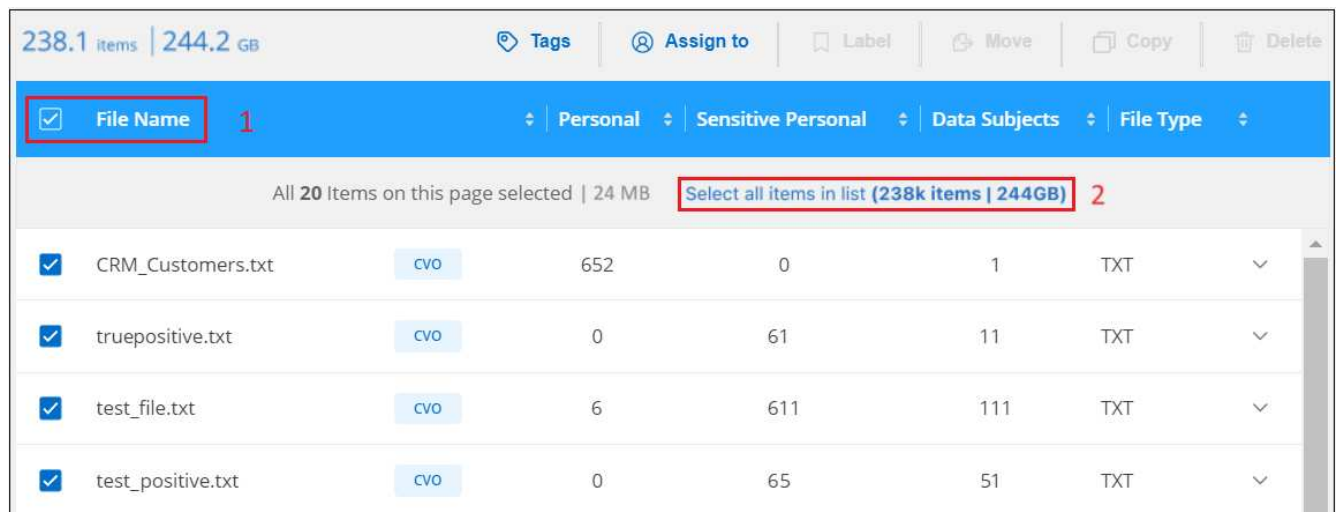 238.1 items | 244.2 GB Tags Assign to Label Move Copy Delete
File Name 1 Personal Sensitive Personal Data Subjects File Type
All 20 Items on this page selected | 24 MB Select all items in list (238k items | 244GB) 2
CRM_Customers.txt CVO 652 0 1 TXT
truepositive.txt CVO 0 61 11 TXT
test_file.txt CVO 6 611 111 TXT
test_positive.txt CVO 0 65 51 TXT